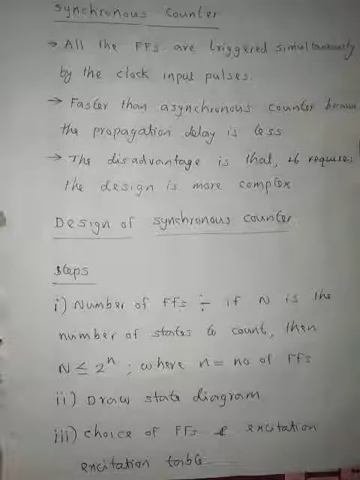 Synchronous Counter
→ All the FFs are triggered simultaneously
by the clock input pulses.
→ Faster than asynchronous counter because
the propagation delay is less
→ The disadvantage is that, it requires
the design is more complex
Design of synchronous counter
Steps
i) Number of FFs ÷ if N is the
number of states to count, then
N ≤ 2ⁿ ; where n = no of FFs
ii) Draw state diagram
iii) choice of FFs & excitation
excitation table